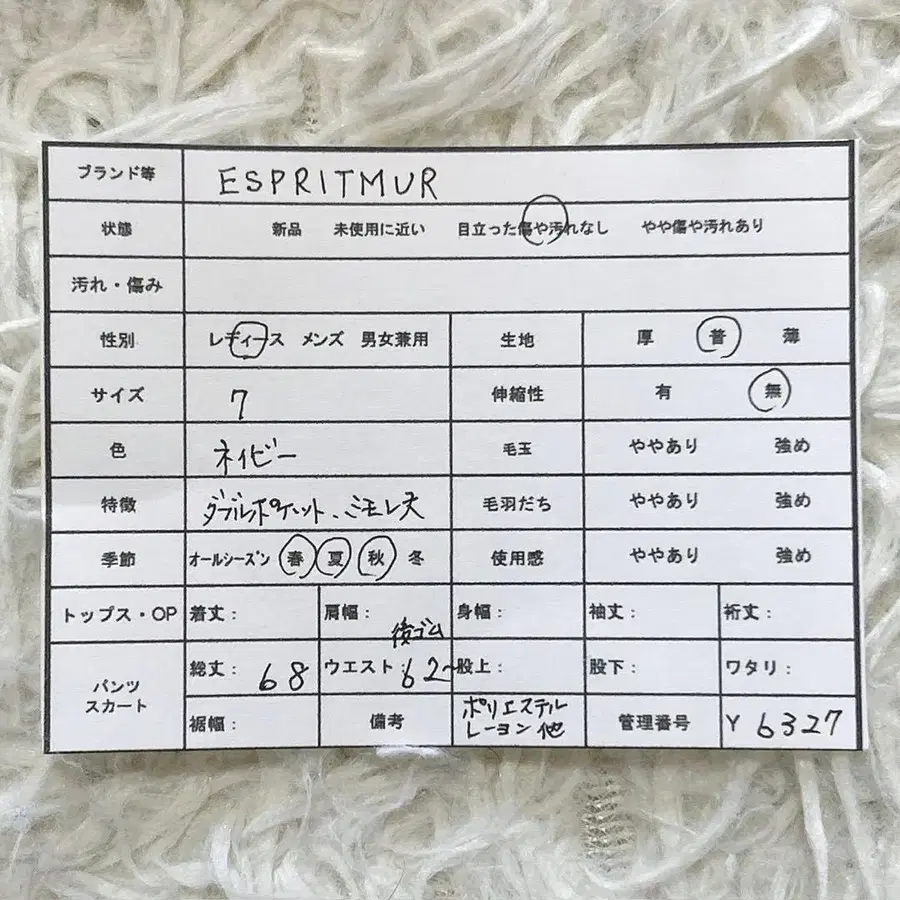 ブランド等 ESPRITMUR
状態 新品 未使用に近い 目立った傷や汚れなし やや傷や汚れあり
汚れ・傷み
性別 レディース メンズ 男女兼用 生地 厚 普 薄
サイズ 7 伸縮性 有 無
色 ネイビー 毛玉 ややあり 強め
特徴 ダブルポケット、ミモレ丈 毛羽だち ややあり 強め
季節 オールシーズン 春 夏 秋 冬 使用感 ややあり 強め
トップス・OP 着丈： 肩幅： 身幅： 袖丈： 裄丈：
後ゴム
パンツ スカート 総丈：68 ウエスト：62~ 股上： 股下： ワタリ：
裾幅： 備考 ポリエステル レーヨン 他 管理番号 Y 6327